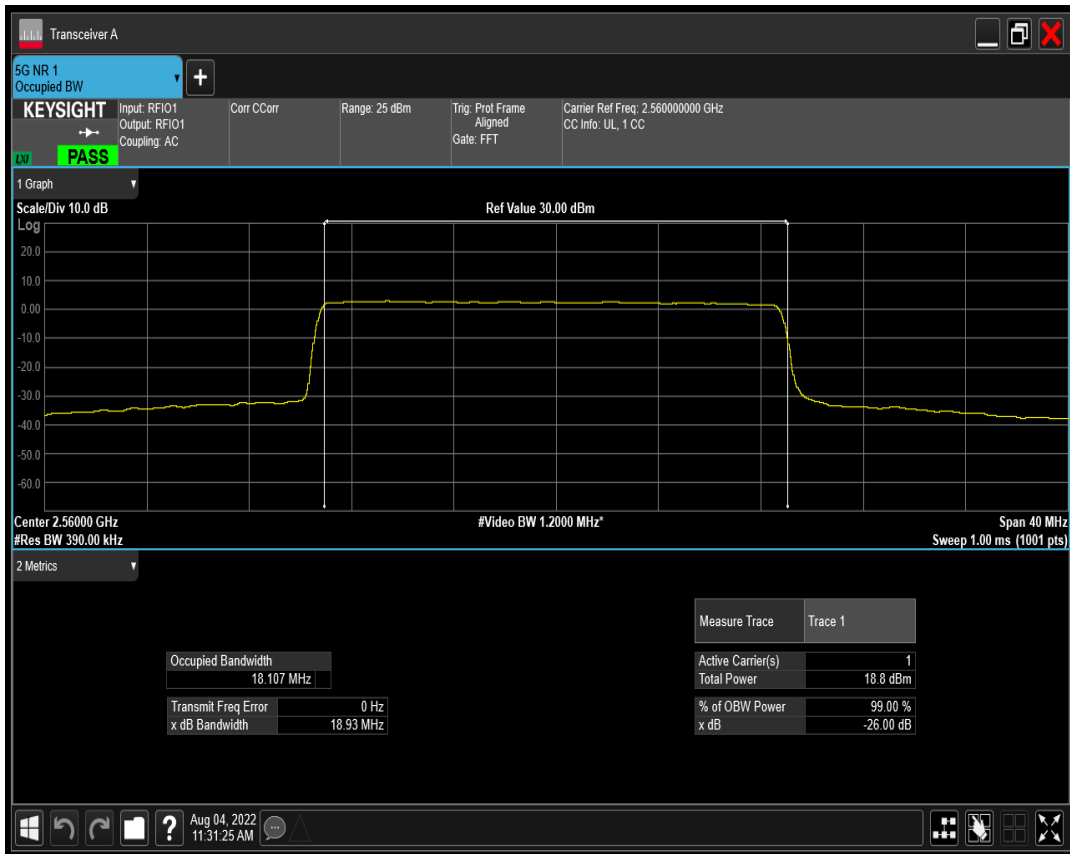 Transceiver A
5G NR 1
Occupied BW
KEYSIGHT
LXI
PASS
Input: RFIO1
Output: RFIO1
Coupling: AC
Corr CCorr
Range: 25 dBm
Trig: Prot Frame
Aligned
Gate: FFT
Carrier Ref Freq: 2.560000000 GHz
CC Info: UL, 1 CC
1 Graph
Scale/Div 10.0 dB
Ref Value 30.00 dBm
Log
20.0
10.0
0.00
-10.0
-20.0
-30.0
-40.0
-50.0
-60.0
Center 2.56000 GHz
#Video BW 1.2000 MHz*
Span 40 MHz
#Res BW 390.00 kHz
Sweep 1.00 ms (1001 pts)
2 Metrics
Measure Trace Trace 1
Occupied Bandwidth
18.107 MHz
Active Carrier(s) 1
Total Power 18.8 dBm
Transmit Freq Error 0 Hz
x dB Bandwidth 18.93 MHz
% of OBW Power 99.00 %
x dB -26.00 dB
Aug 04, 2022
11:31:25 AM